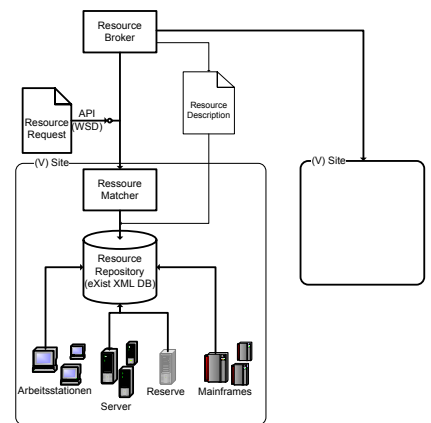 Resource
Broker
API
(WSD)
Resource
Request
Resource
Description
(V) Site
(V) Site
Ressoure
Matcher
Resource
Repository
(eXist XML DB)
Arbeitsstationen
Server
Reserve
Mainframes